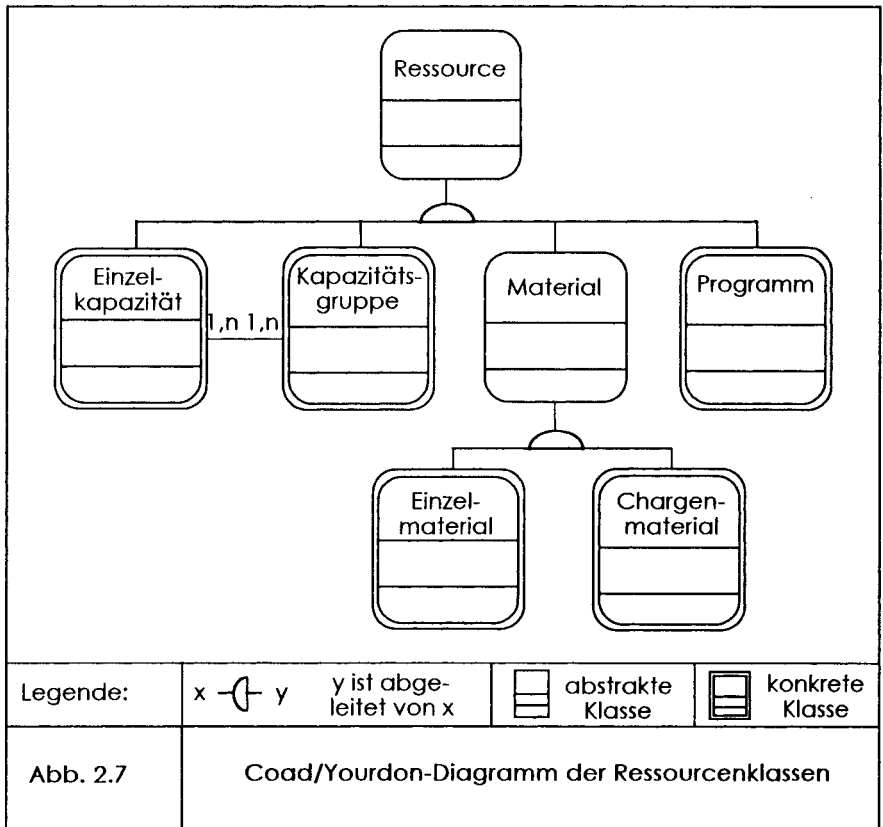 Ressource
Einzel-
kapazität
1,n 1,n
Kapazitäts-
gruppe
Material
Programm
Einzel-
material
Chargen-
material
Legende:
x y
y ist abge-
leitet von x
abstrakte
Klasse
konkrete
Klasse
Abb. 2.7
Coad/Yourdon-Diagramm der Ressourcenklassen